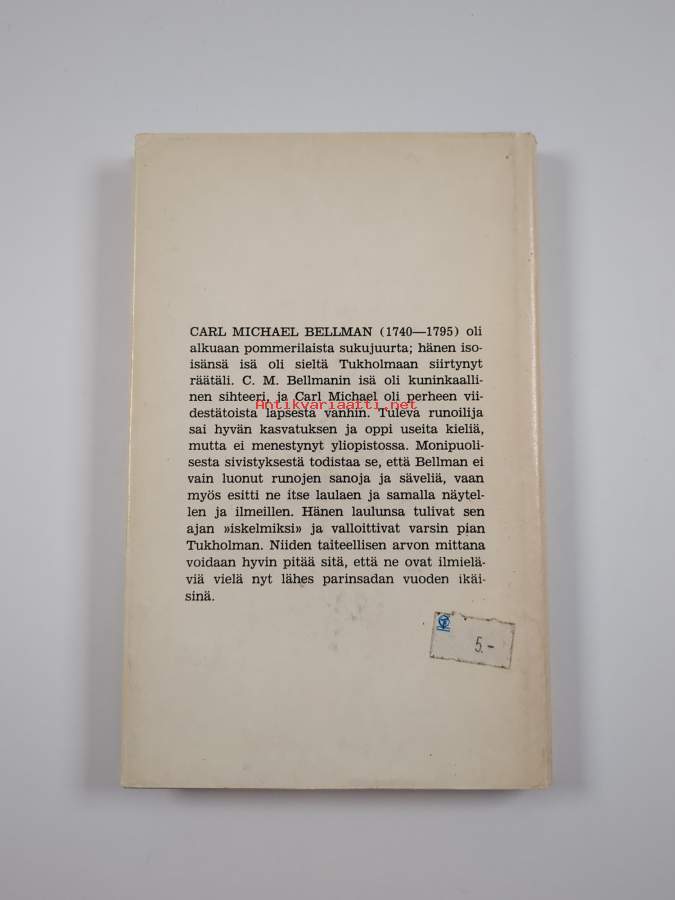 CARL MICHAEL BELLMAN (1740—1795) oli
alkuaan pommerilaista sukujuurta; hänen iso-
isänsä isä oli sieltä Tukholmaan siirtynyt
räätäli. C. M. Bellmanin isä oli kuninkaalli-
nen sihteeri, ja Carl Michael oli perheen vii-
Antikvariaatti.net
destätoista lapsesta vanhin. Tuleva runoilija
sai hyvän kasvatuksen ja oppi useita kieliä,
mutta ei menestynyt yliopistossa. Monipuoli-
sesta sivistyksestä todistaa se, että Bellman ei
vain luonut runojen sanoja ja säveliä, vaan
myös esitti ne itse laulaen ja samalla näytel-
len ja ilmeillen. Hänen laulunsa tulivat sen
ajan »iskelmiksi» ja valloittivat varsin pian
Tukholman. Niiden taiteellisen arvon mittana
voidaan hyvin pitää sitä, että ne ovat ilmielä-
viä vielä nyt lähes parinsadan vuoden ikäi-
sinä.
5.-